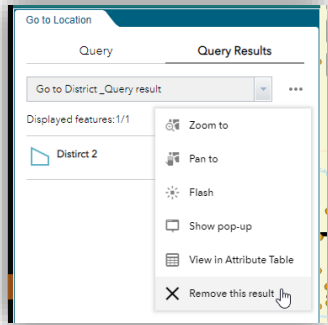 Go to Location
Query Query Results
Go to District _Query result
Displayed features:1/1
Distirct 2
Zoom to
Pan to
Flash
Show pop-up
View in Attribute Table
Remove this result